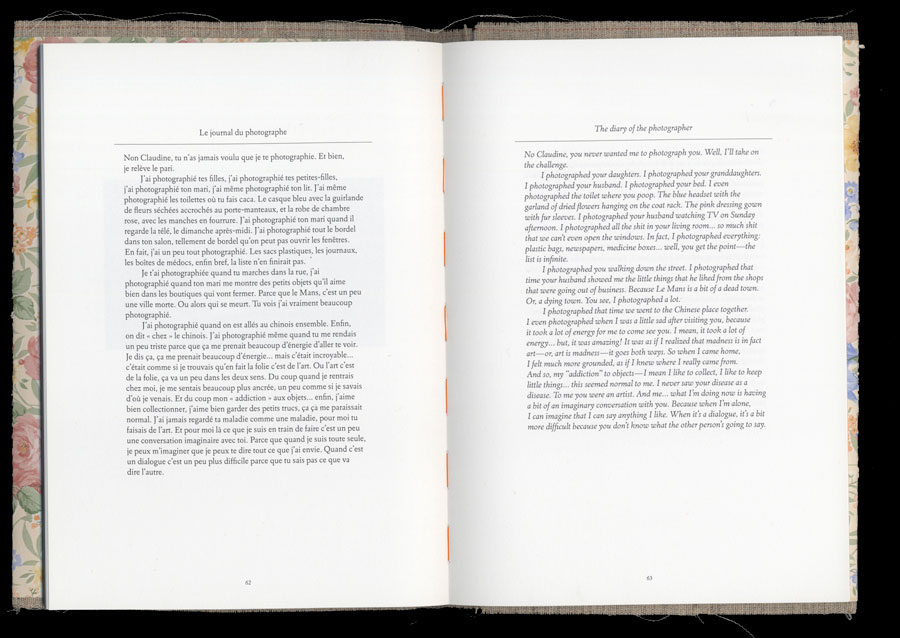 Le journal du photographe
Non Claudine, tu n'as jamais voulu que je te photographie. Et bien,
je relève le pari.
J'ai photographié tes filles, j'ai photographié tes petites-filles,
j'ai photographié ton mari, j'ai même photographié ton lit. J'ai même
photographié les toilettes où tu fais caca. Le casque bleu avec la guirlande
de fleurs séchées accrochés au porte-manteaux, et la robe de chambre
rose, avec les manches en fourrure. J'ai photographié ton mari quand il
regarde la télé, le dimanche après-midi. J'ai photographié tout le bordel
dans ton salon, tellement de bordel qu'on peut pas ouvrir les fenêtres.
En fait, j'ai un peu tout photographié. Les sacs plastiques, les journaux,
les boîtes de médocs, enfin bref, la liste n'en finirait pas.
Je t'ai photographiée quand tu marches dans la rue, j'ai
photographié quand ton mari me montre des petits objets qu'il aime
bien dans les boutiques qui vont fermer. Parce que le Mans, c'est un peu
une ville morte. Ou alors qui se meurt. Tu vois j'ai vraiment beaucoup
photographié.
J'ai photographié quand on est allés au chinois ensemble. Enfin,
on dit « chez » le chinois. J'ai photographié même quand tu me rendais
un peu triste parce que ça me prenait beaucoup d'énergie d'aller te voir.
Je dis ça, ça me prenait beaucoup d'énergie... mais c'était incroyable...
c'était comme si je trouvais qu'en fait la folie c'est de l'art. Ou l'art c'est
de la folie, ça va un peu dans les deux sens. Du coup quand je rentrais
chez moi, je me sentais beaucoup plus ancrée, un peu comme si je savais
d'où je venais. Et du coup mon « addiction » aux objets... enfin, j'aime
bien collectionner, j'aime bien garder des petits trucs, ça ça me paraissait
normal. J'ai jamais regardé ta maladie comme une maladie, pour moi tu
faisais de l'art. Et pour moi là ce que je suis en train de faire c'est un peu
une conversation imaginaire avec toi. Parce que quand je suis toute seule,
je peux m'imaginer que je peux te dire tout ce que j'ai envie. Quand c'est
un dialogue c'est un peu plus difficile parce que tu sais pas ce que va
dire l'autre.
62
The diary of the photographer
No Claudine, you never wanted me to photograph you. Well, I'll take on
the challenge.
I photographed your daughters. I photographed your granddaughters.
I photographed your husband. I photographed your bed. I even
photographed the toilet where you poop. The blue headset with the
garland of dried flowers hanging on the coat rack. The pink dressing gown
with fur sleeves. I photographed your husband watching TV on Sunday
afternoon. I photographed all the shit in your living room... so much shit
that we can't even open the windows. In fact, I photographed everything:
plastic bags, newspapers, medicine boxes... well, you get the point—the
list is infinite.
I photographed you walking down the street. I photographed that
time your husband showed me the little things that he liked from the shops
that were going out of business. Because Le Mans is a bit of a dead town.
Or, a dying town. You see, I photographed a lot.
I photographed that time we went to the Chinese place together.
I even photographed when I was a little sad after visiting you, because
it took a lot of energy for me to come see you. I mean, it took a lot of
energy... but, it was amazing! It was as if I realized that madness is in fact
art—or, art is madness—it goes both ways. So when I came home,
I felt much more grounded, as if I knew where I really came from.
And so, my "addiction" to objects—I mean I like to collect, I like to keep
little things... this seemed normal to me. I never saw your disease as a
disease. To me you were an artist. And me... what I'm doing now is having
a bit of an imaginary conversation with you. Because when I'm alone,
can imagine that I can say anything I like. When it's a dialogue, it's a bit
more difficult because you don't know what the other person's going to say.
63